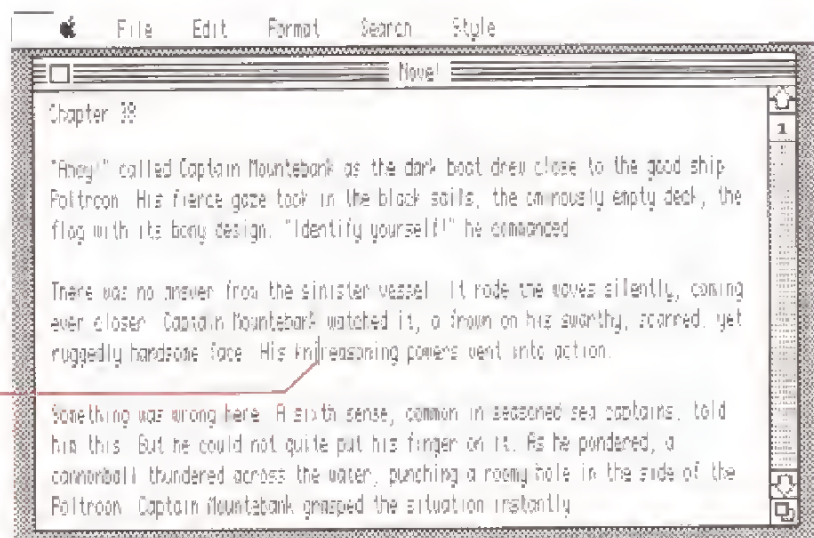 File Edit Format Search Style
Novel
Chapter
1
"Ahoy!" called Captain Mountebank as the dark boat drew close to the good ship
Poltroon. His fierce gaze took in the black sails, the ominously empty deck, the
flag with its bony design. "Identify yourself!" he commanded.
There was no answer from the sinister vessel. It rode the waves silently, coming
ever closer. Captain Mountebank watched it, a frown on his swarthy, scarred, yet
ruggedly handsome face. His kn reasoning powers went into action.
Something was wrong here. A sixth sense, common in seasoned sea captains, told
him this. But he could not quite put his finger on it. As he pondered, a
cannonball thundered across the water, punching a roomy hole in the side of the
Poltroon. Captain Mountebank grasped the situation instantly.